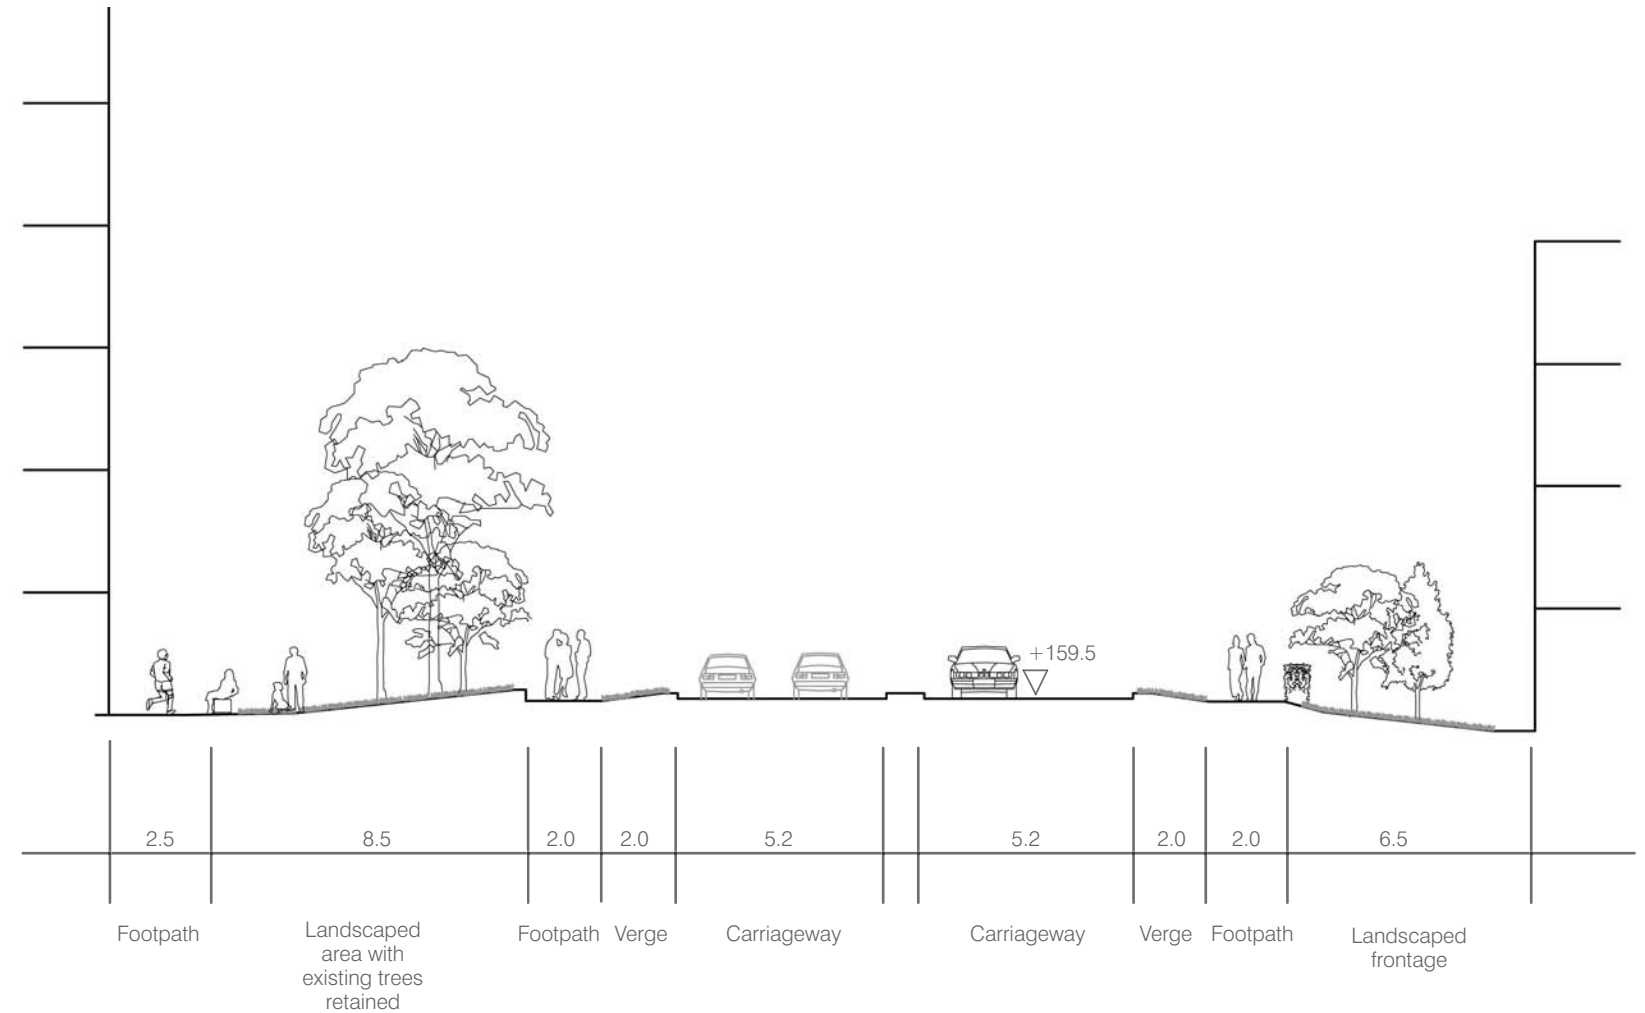 +159.5
2.5
8.5
2.0
2.0
5.2
5.2
2.0
2.0
6.5
Footpath
Landscaped
area with
existing trees
retained
Footpath
Verge
Carriageway
Carriageway
Verge
Footpath
Landscaped
frontage